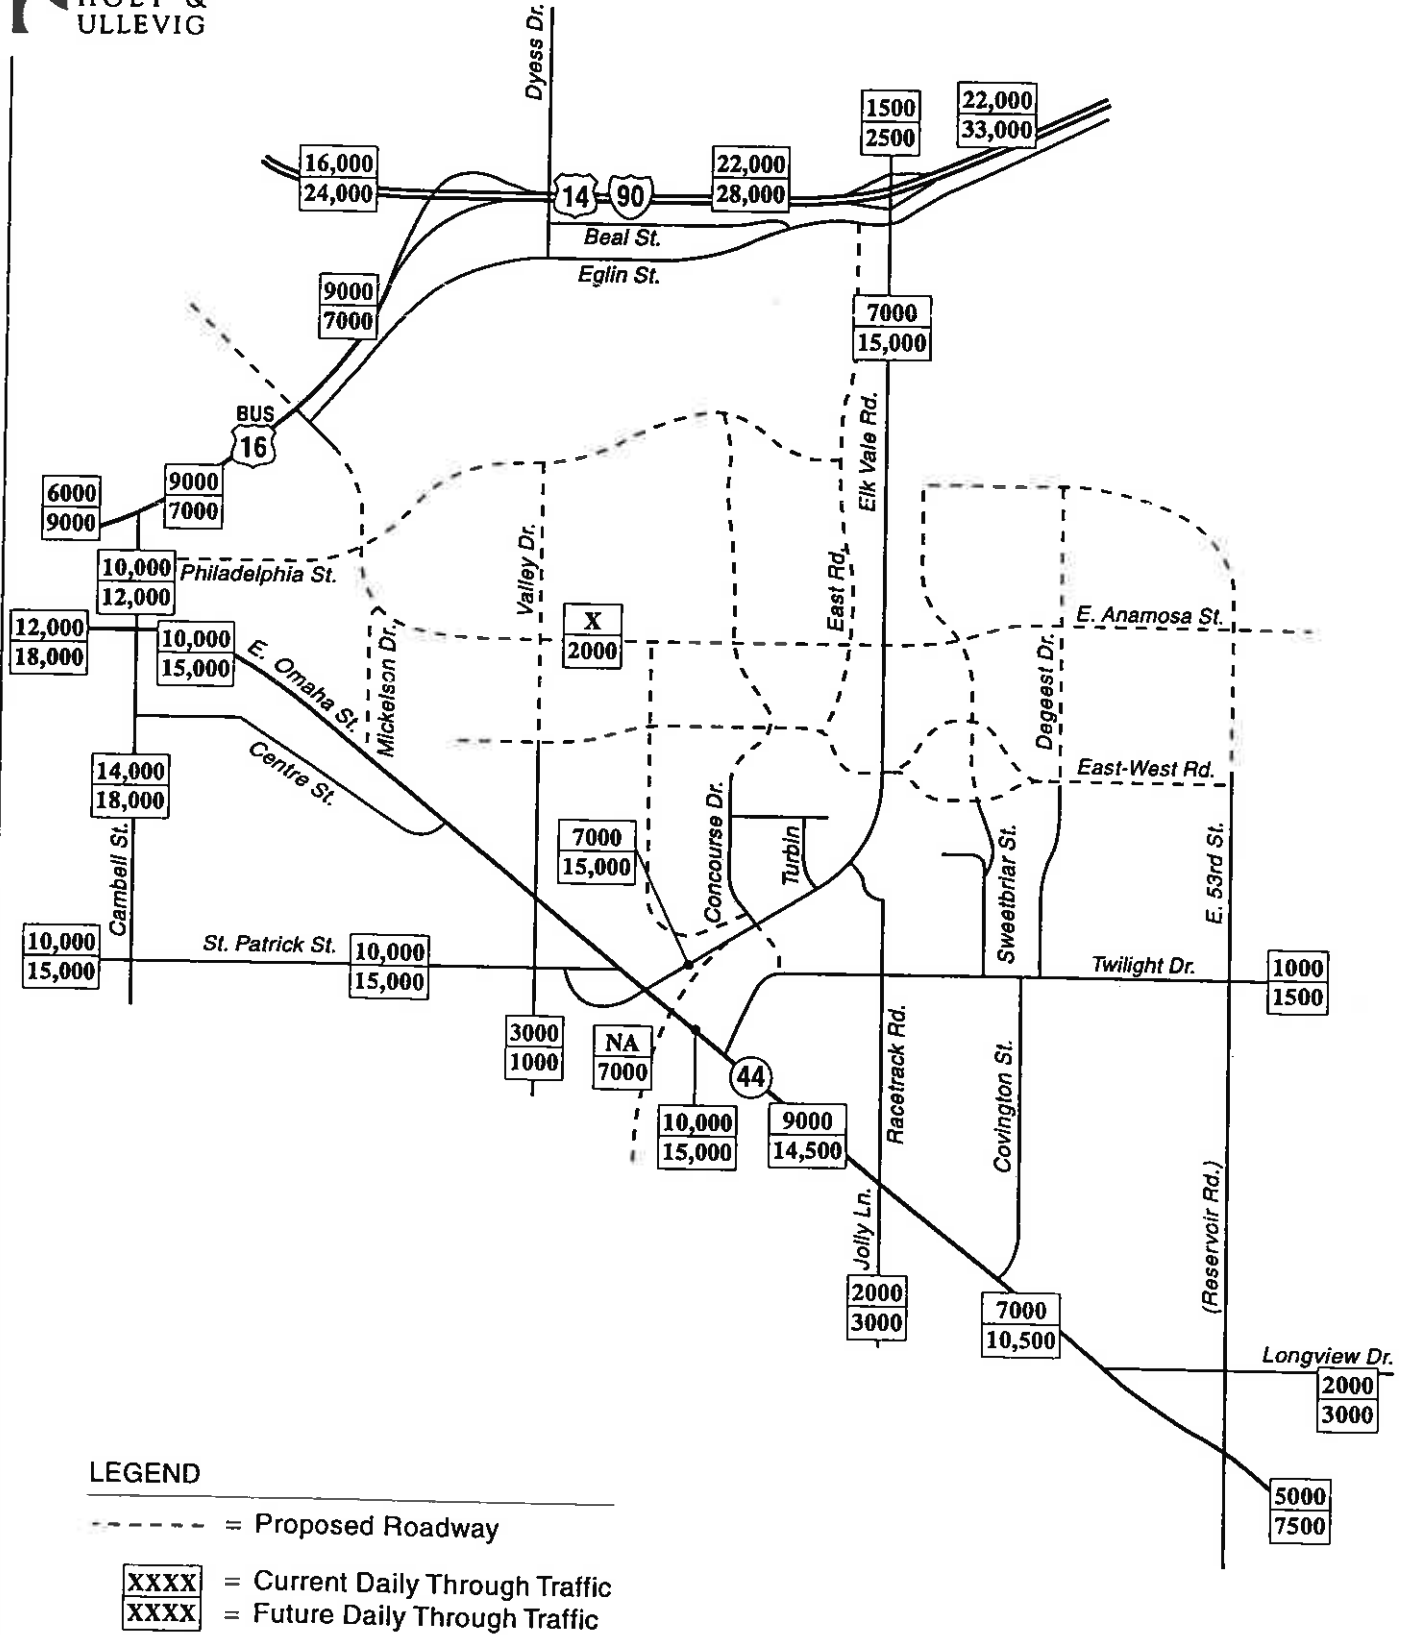 HOLT &
ULLEVIG
Dyess Dr.
1500
2500
22,000
33,000
16,000
24,000
14
90
22,000
28,000
Beal St.
Eglin St.
9000
7000
7000
15,000
BUS
16
Elk Vale Rd.
6000
9000
9000
7000
Valley Dr.
East Rd.
10,000
12,000
Philadelphia St.
X
2000
E. Anamosa St.
12,000
18,000
10,000
15,000
E. Omaha St.
Mickelson Dr.
Degeest Dr.
Centre St.
East-West Rd.
14,000
18,000
Cambell St.
7000
15,000
Concourse Dr.
Turbin
Sweetbriar St.
E. 53rd St.
10,000
15,000
St. Patrick St.
10,000
15,000
Twilight Dr.
1000
1500
3000
1000
NA
7000
44
Racetrack Rd.
Covington St.
10,000
15,000
9000
14,500
Jolly Ln.
(Reservoir Rd.)
2000
3000
7000
10,500
Longview Dr.
2000
3000
5000
7500
LEGEND
= Proposed Roadway
XXXX = Current Daily Through Traffic
XXXX = Future Daily Through Traffic